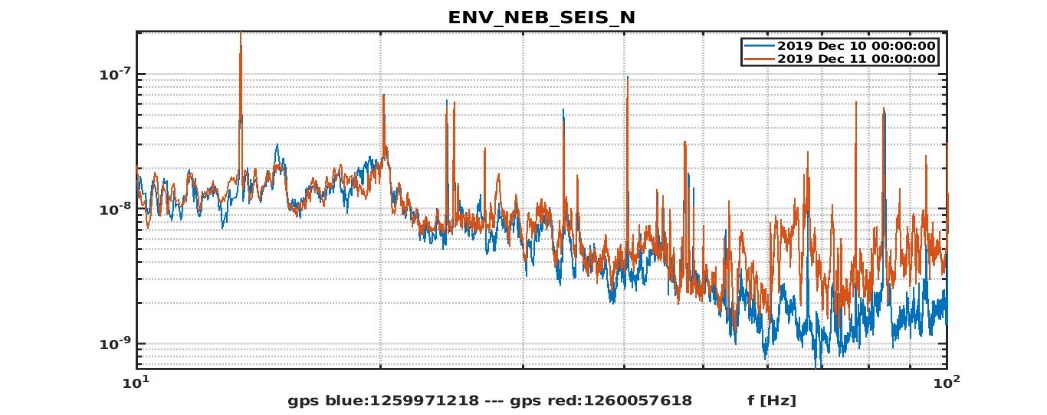 ENV_NEB_SEIS_N
2019 Dec 10 00:00:00
2019 Dec 11 00:00:00
10-7
10-8
10-9
101
102
gps blue:1259971218 --- gps red:1260057618 f [Hz]